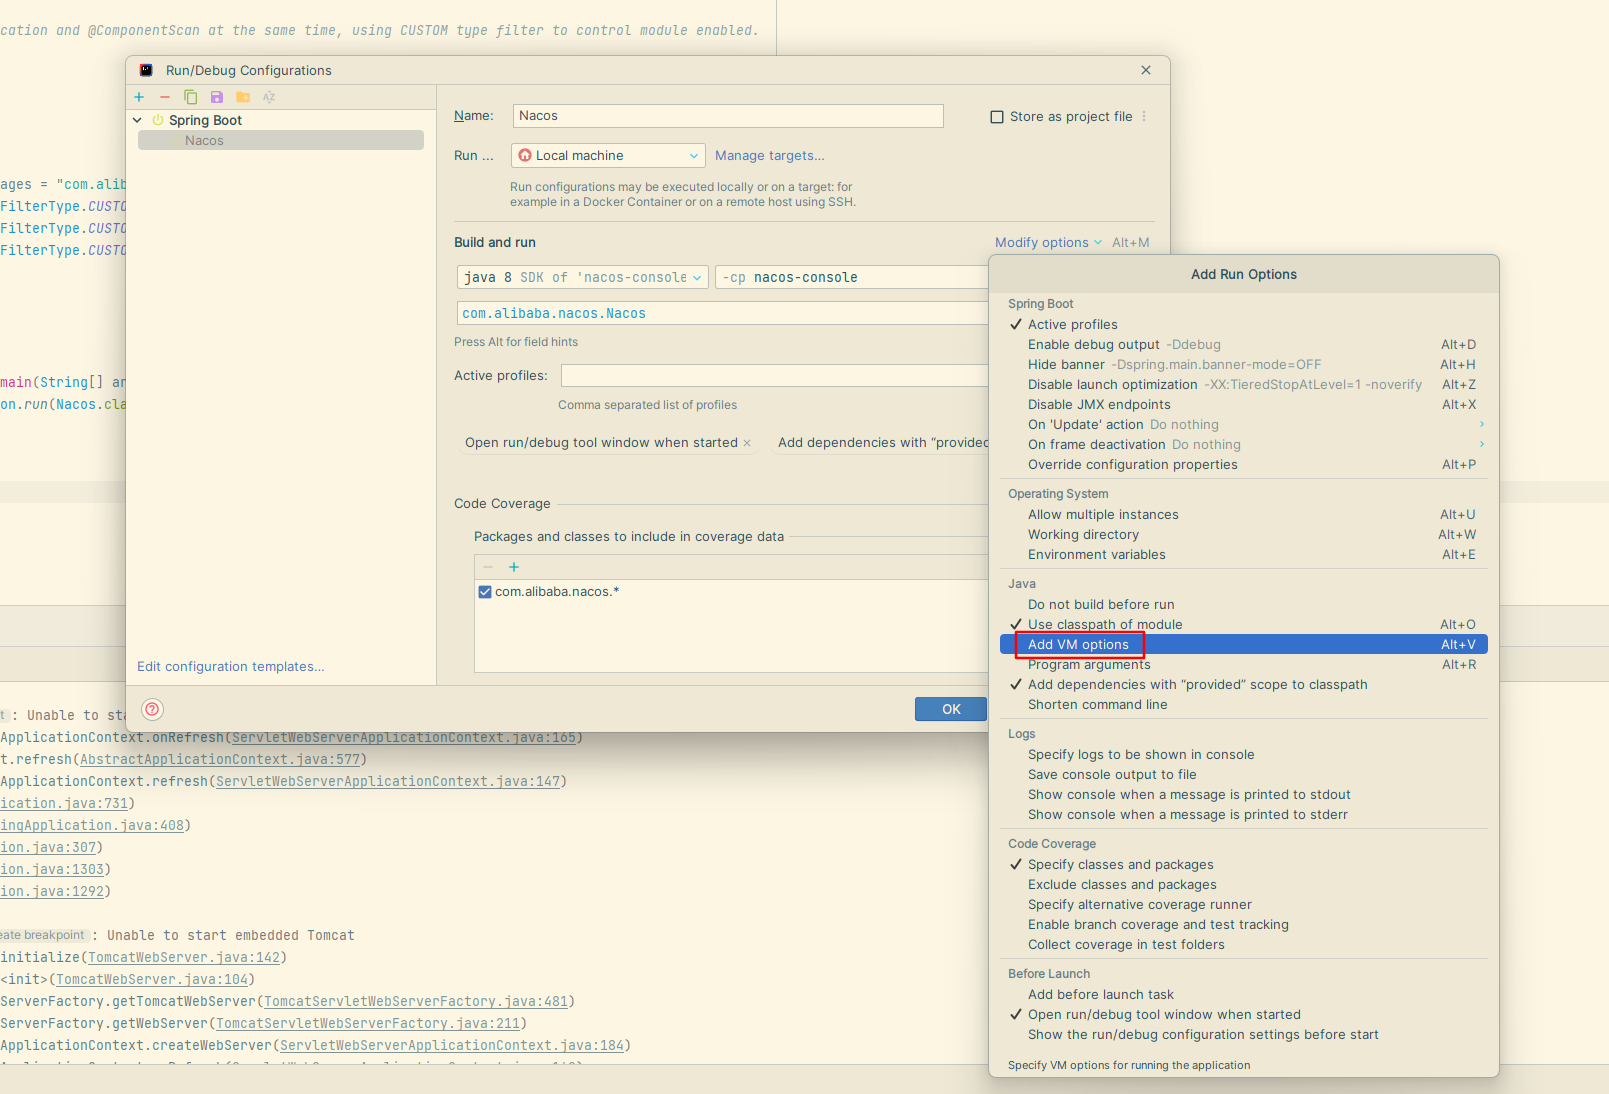 cation and @ComponentScan at the same time, using CUSTOM type filter to control module enabled.
Run/Debug Configurations
Spring Boot
Nacos
Edit configuration templates...
Name: Nacos
Store as project file
Run ... Local machine Manage targets...
Run configurations may be executed locally or on a target: for
example in a Docker Container or on a remote host using SSH.
Build and run Modify options Alt+M
java 8 SDK of 'nacos-console -cp nacos-console
com.alibaba.nacos.Nacos
Press Alt for field hints
Active profiles:
Comma separated list of profiles
Open run/debug tool window when started × Add dependencies with “provided
Code Coverage
Packages and classes to include in coverage data
com.alibaba.nacos.*
OK
Add Run Options
Spring Boot
Active profiles
Enable debug output -Ddebug Alt+D
Hide banner -Dspring.main.banner-mode=OFF Alt+H
Disable launch optimization -XX:TieredStopAtLevel=1 -noverify Alt+Z
Disable JMX endpoints Alt+X
On 'Update' action Do nothing
On frame deactivation Do nothing
Override configuration properties Alt+P
Operating System
Allow multiple instances Alt+U
Working directory Alt+W
Environment variables Alt+E
Java
Do not build before run
Use classpath of module Alt+O
Add VM options Alt+V
Program arguments Alt+R
Add dependencies with “provided” scope to classpath
Shorten command line
Logs
Specify logs to be shown in console
Save console output to file
Show console when a message is printed to stdout
Show console when a message is printed to stderr
Code Coverage
Specify classes and packages
Exclude classes and packages
Specify alternative coverage runner
Enable branch coverage and test tracking
Collect coverage in test folders
Before Launch
Add before launch task
Open run/debug tool window when started
Show the run/debug configuration settings before start
Specify VM options for running the application
ages = "com.alib
FilterType.CUSTO
FilterType.CUSTO
FilterType.CUSTO
main(String[] ar
on.run(Nacos.cla
t : Unable to sta
ApplicationContext.onRefresh(ServletWebServerApplicationContext.java:165)
t.refresh(AbstractApplicationContext.java:577)
ApplicationContext.refresh(ServletWebServerApplicationContext.java:147)
ication.java:731)
ingApplication.java:408)
ion.java:307)
ion.java:1303)
ion.java:1292)
eate breakpoint : Unable to start embedded Tomcat
initialize(TomcatWebServer.java:142)
<init>(TomcatWebServer.java:104)
ServerFactory.getTomcatWebServer(TomcatServletWebServerFactory.java:481)
ServerFactory.getWebServer(TomcatServletWebServerFactory.java:211)
ApplicationContext.createWebServer(ServletWebServerApplicationContext.java:184)